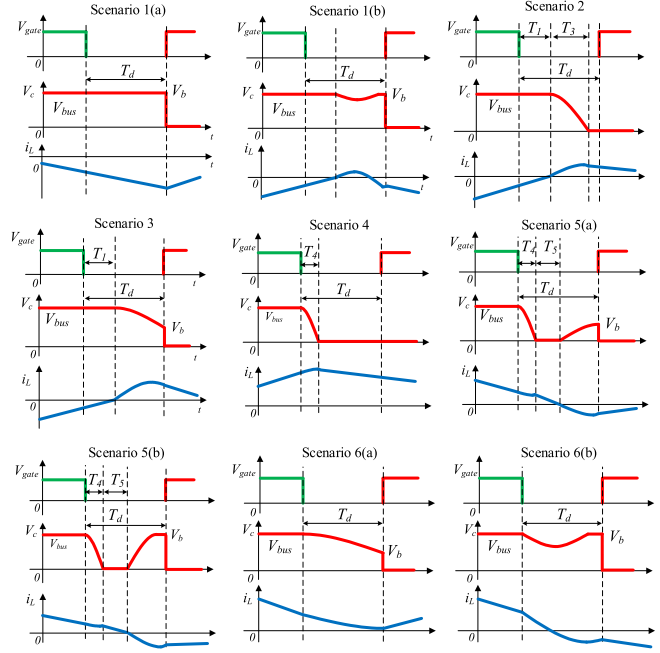 Scenario 1(a)
V_gate
0
T_d
V_c
V_bus
V_b
0
t
i_L
0
t
Scenario 1(b)
V_gate
0
T_d
V_c
V_bus
V_b
0
i_L
0
t
Scenario 2
V_gate
T_1
T_3
0
T_d
V_c
V_bus
0
i_L
0
Scenario 3
V_gate
T_1
0
t
T_d
V_c
V_bus
V_b
0
t
i_L
0
t
Scenario 4
V_gate
T_4
0
T_d
V_c
V_bus
0
i_L
0
Scenario 5(a)
V_gate
T_4
T_5
0
T_d
V_c
V_bus
V_b
0
i_L
0
Scenario 5(b)
V_gate
T_4
T_5
0
T_d
V_c
V_bus
V_b
0
i_L
0
Scenario 6(a)
V_gate
0
T_d
V_c
V_bus
V_b
0
i_L
0
Scenario 6(b)
V_gate
0
T_d
V_c
V_bus
V_b
0
i_L
0